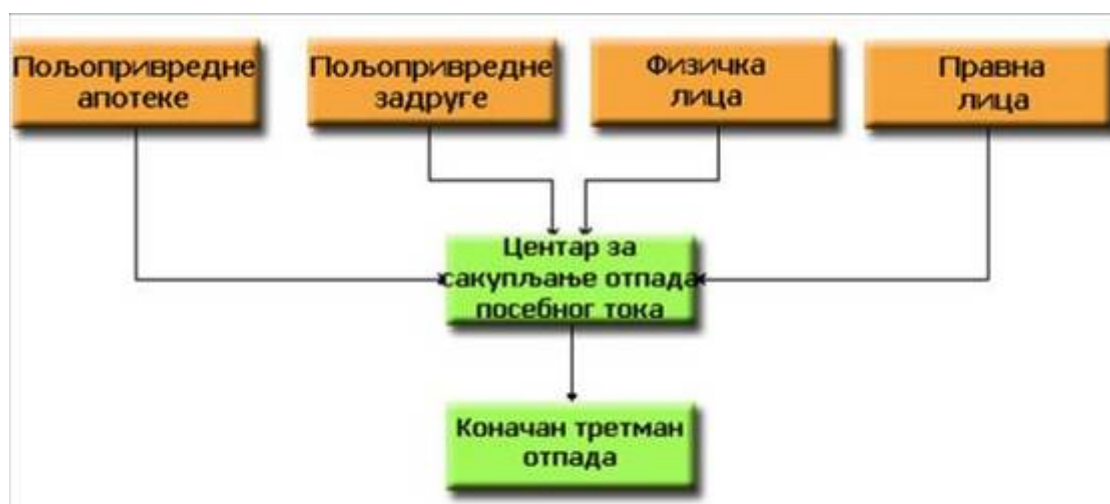 Пољопривредне
апотеке
Пољопривредне
задруге
Физичка
лица
Правна
лица
Центар за
сакупљање отпада
посебног тока
Коначан третман
отпада